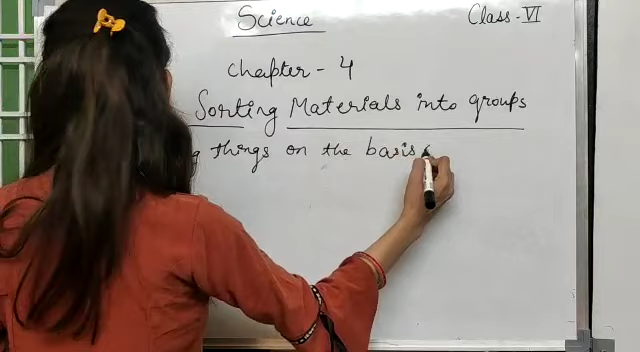 Science
Class - VI
Chapter - 4
Sorting Materials into groups
things on the basis